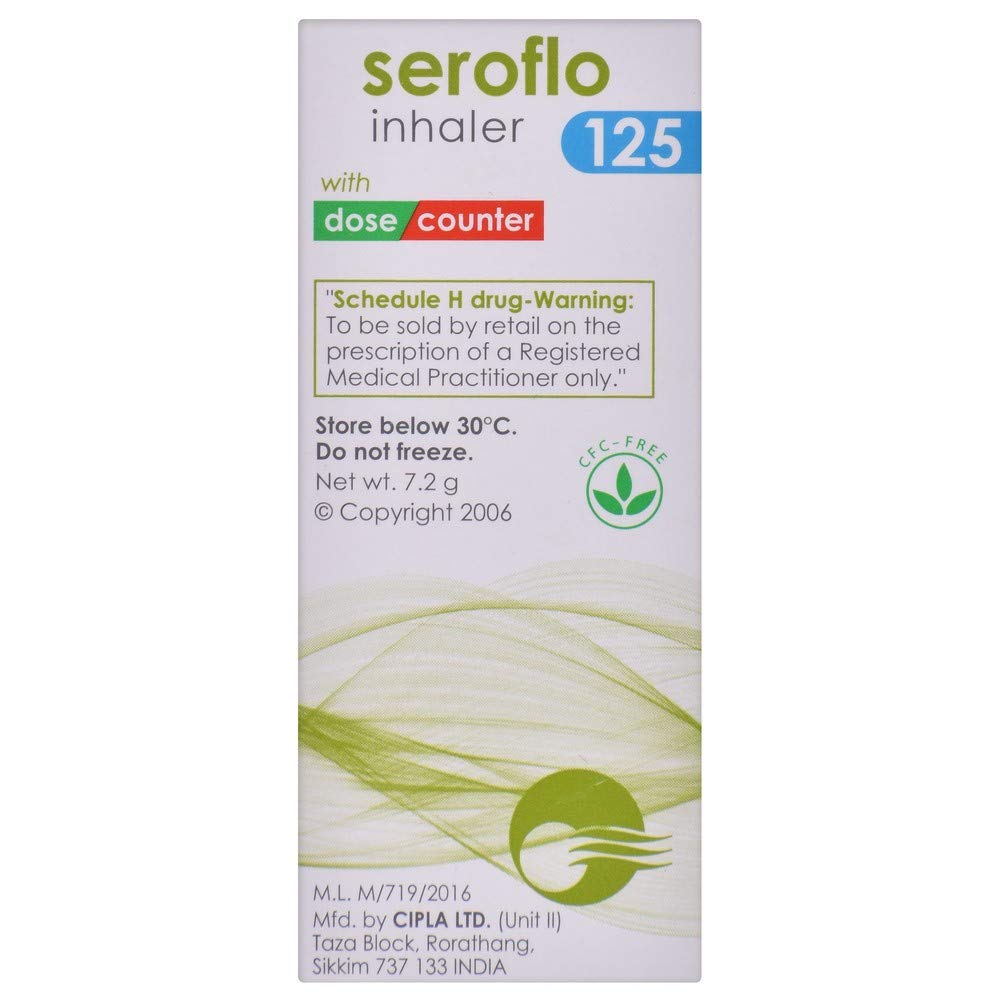 seroflo
inhaler 125
with
dose/counter
"Schedule H drug-Warning:
To be sold by retail on the
prescription of a Registered
Medical Practitioner only."
Store below 30°C.
Do not freeze.
Net wt. 7.2 g
© Copyright 2006
CFC-FREE
M.L. M/719/2016
Mfd. by CIPLA LTD. (Unit II)
Taza Block, Rorathang,
Sikkim 737 133 INDIA